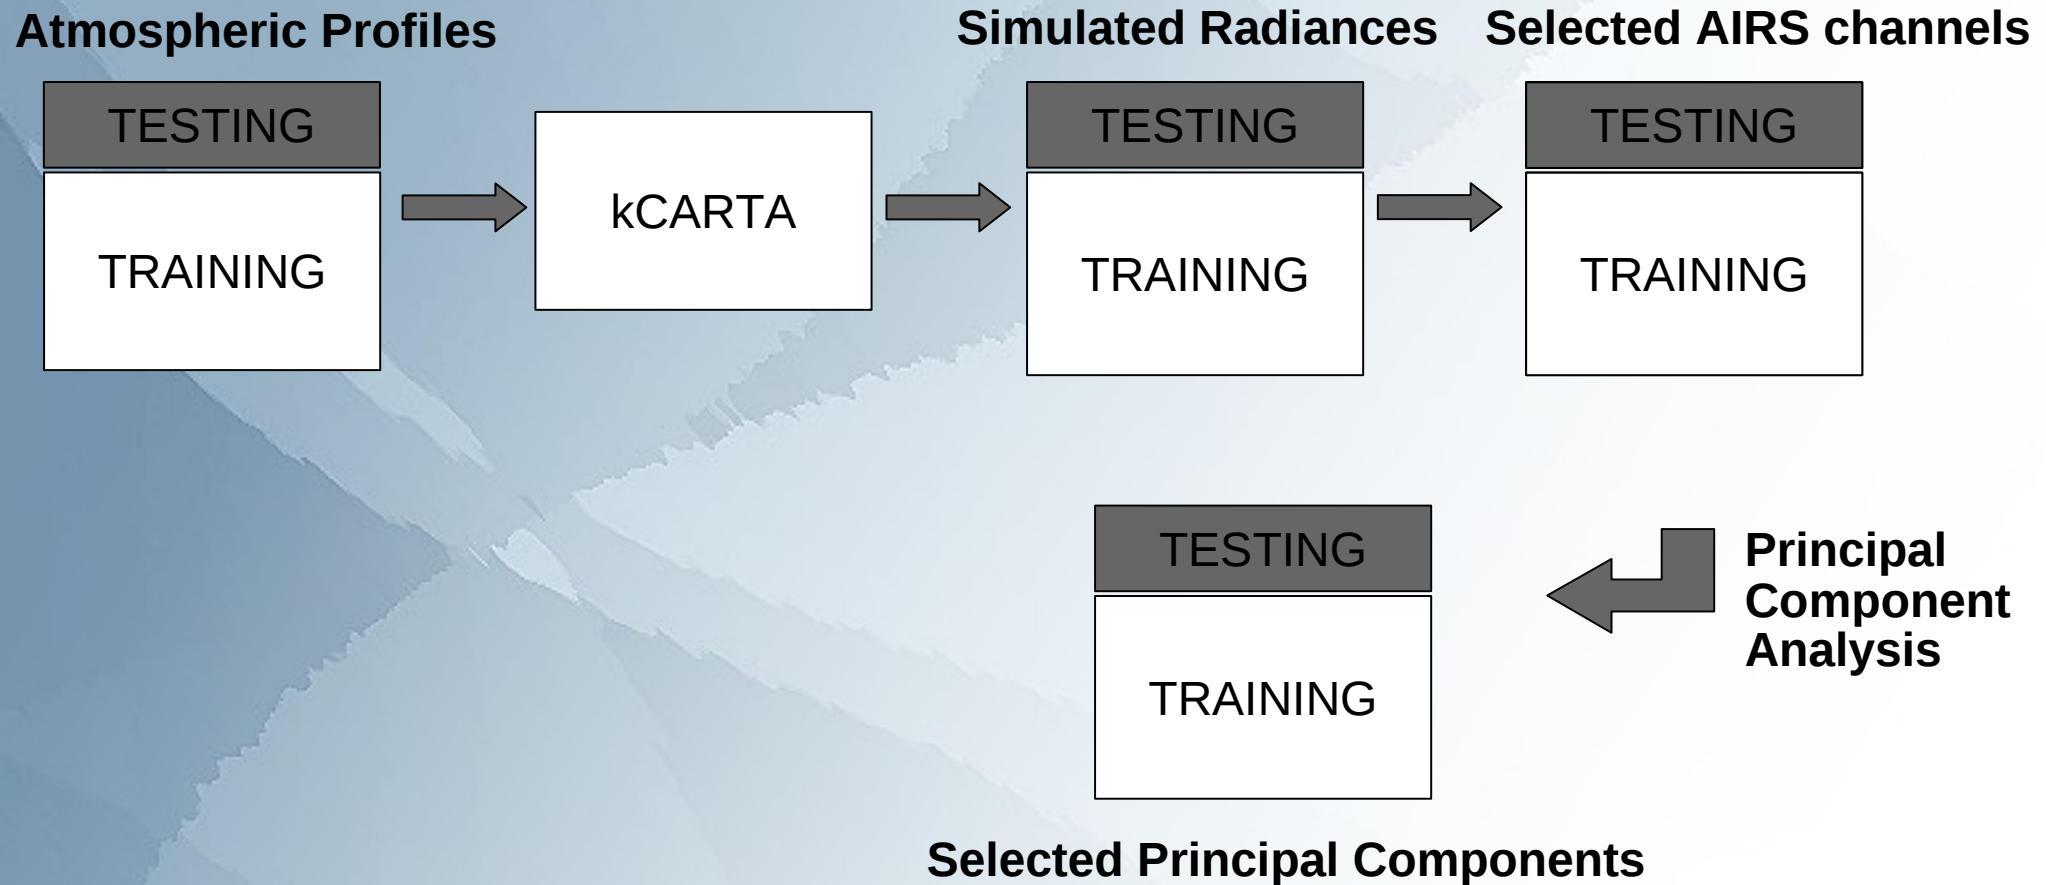 Atmospheric Profiles
Simulated Radiances
Selected AIRS channels
TESTING
TRAINING
kCARTA
TESTING
TRAINING
TESTING
TRAINING
TESTING
TRAINING
Principal
Component
Analysis
Selected Principal Components